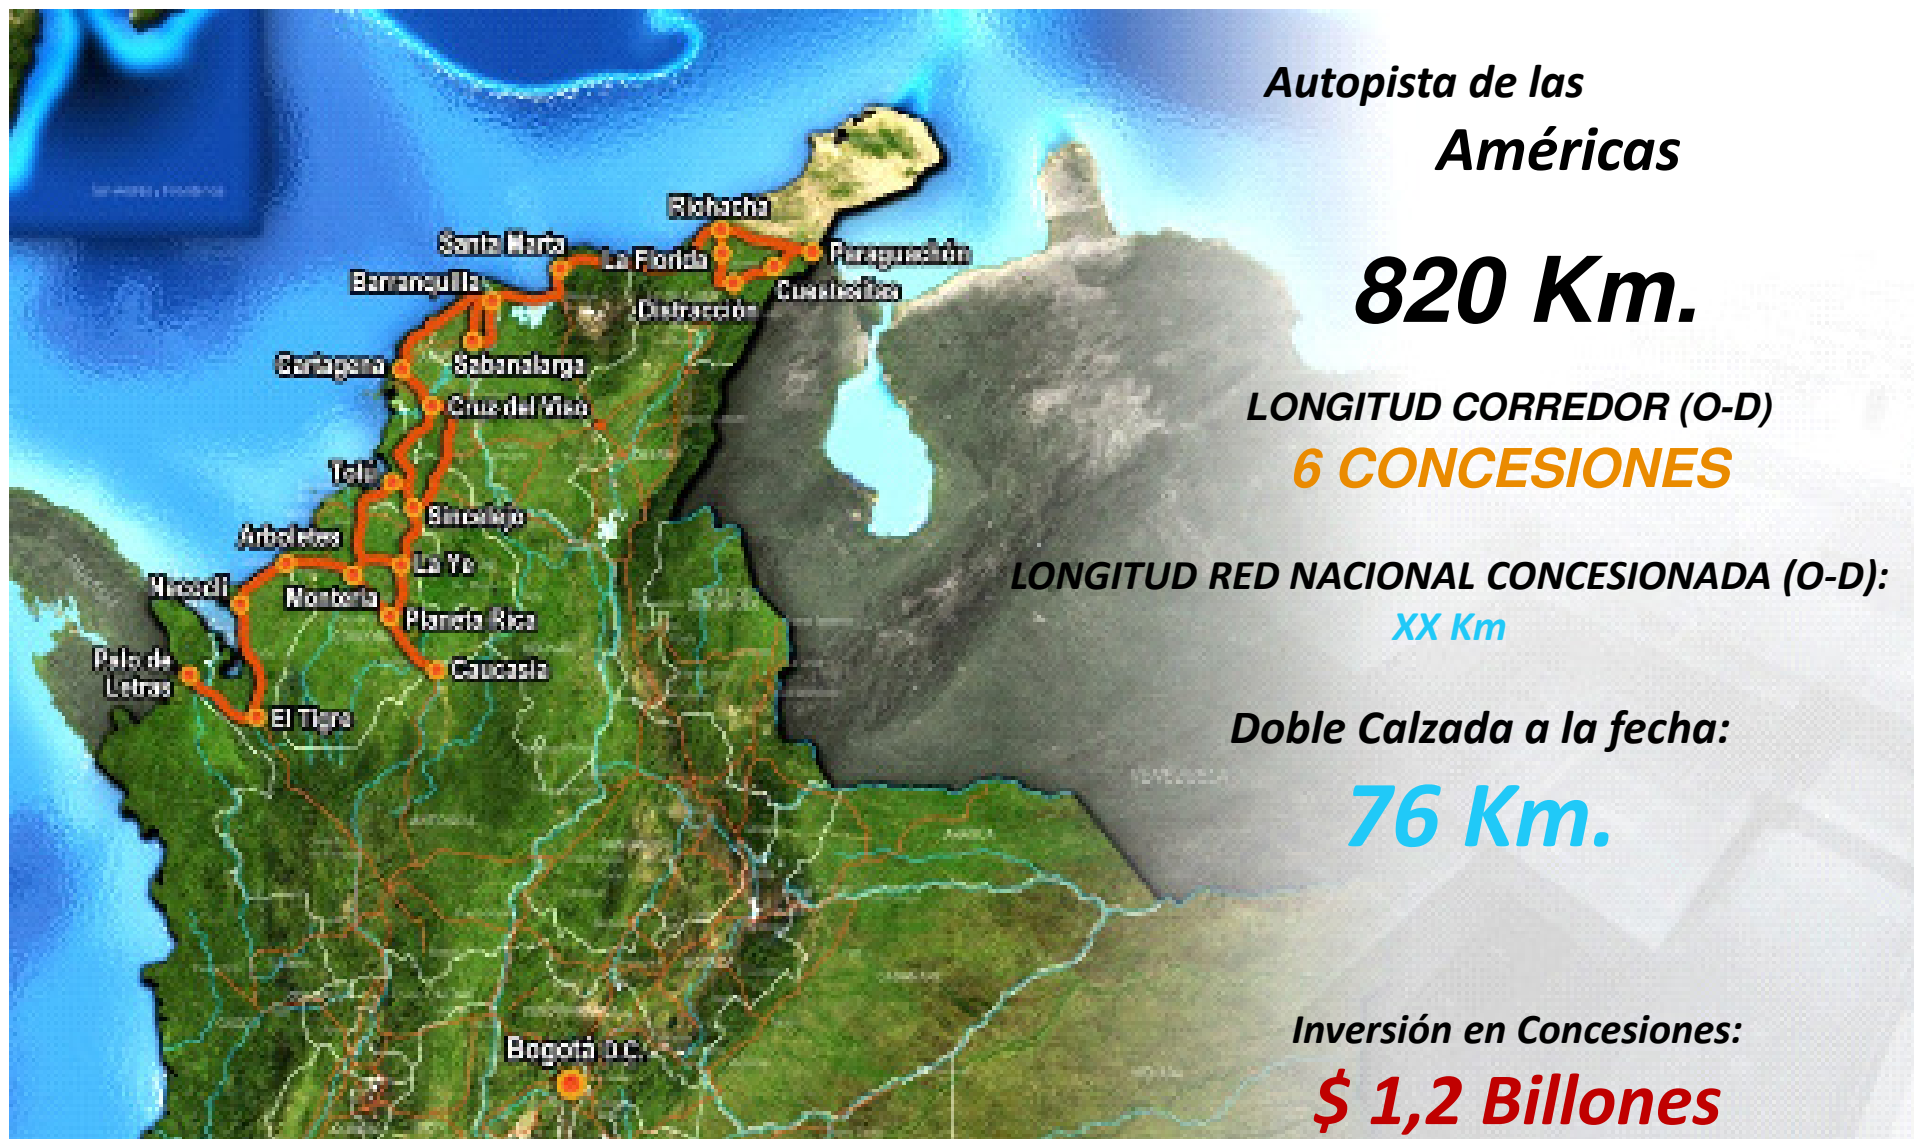 Autopista de las
Américas
820 Km.
LONGITUD CORREDOR (O-D)
6 CONCESIONES
LONGITUD RED NACIONAL CONCESIONADA (O-D):
XX Km
Doble Calzada a la fecha:
76 Km.
Inversión en Concesiones:
$ 1,2 Billones
Riohacha
Santa Marta
La Florida
Paraguachón
Barranquilla
Cuestesitas
Distracción
Cartagena
Sabanalarga
Cruz del Viso
Tolú
Sincelejo
Arboletes
La Ye
Necoclí
Montería
Planeta Rica
Palo de
Letras
Caucasia
El Tigre
Bogotá D.C.
VENEZUELA